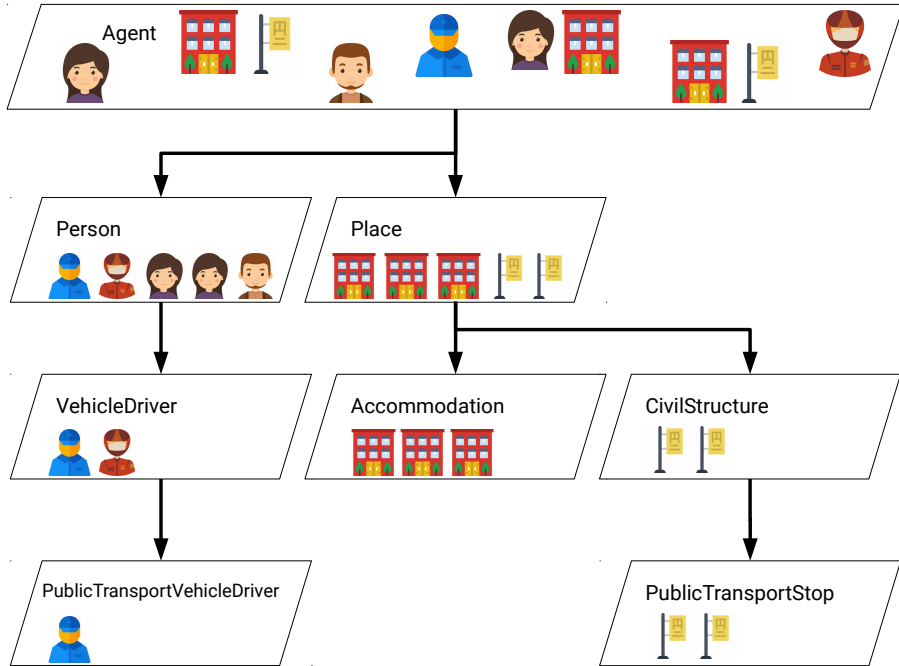 Agent
Person
Place
VehicleDriver
Accommodation
CivilStructure
PublicTransportVehicleDriver
PublicTransportStop